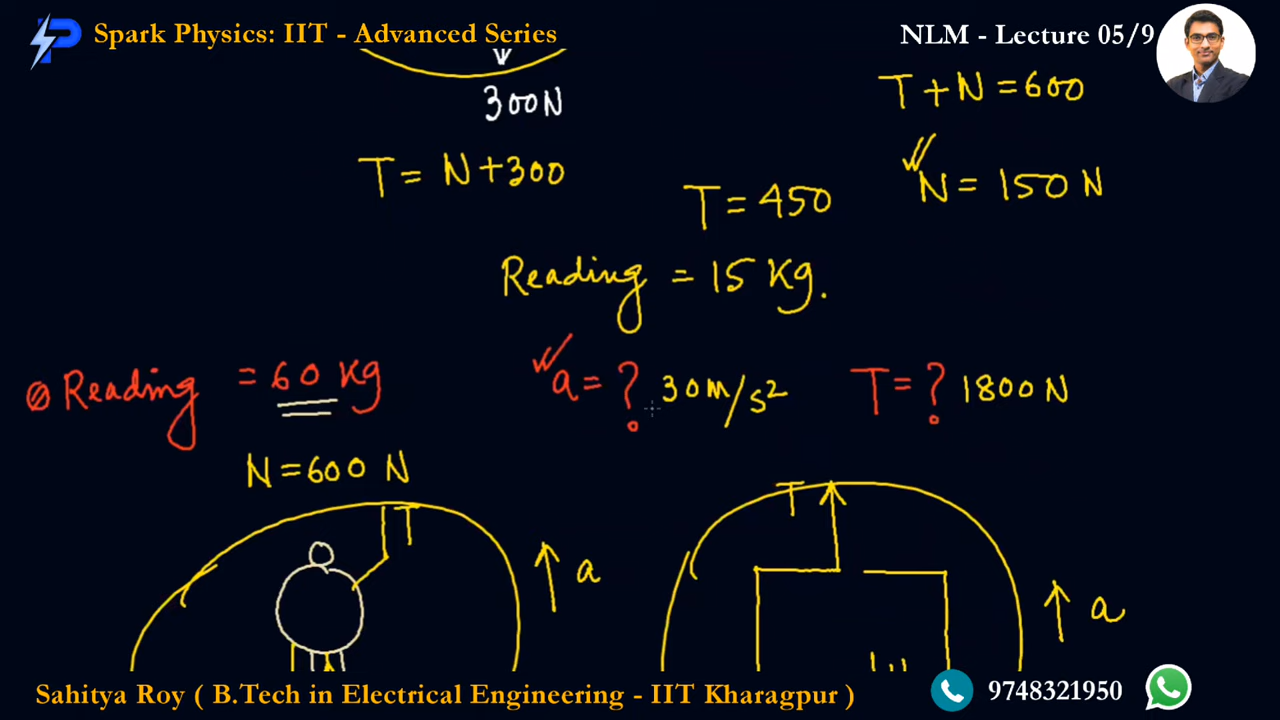 Spark Physics: IIT - Advanced Series
NLM - Lecture 05/9
300N
T + N = 600
T = N + 300
T = 450
N = 150 N
Reading = 15 Kg.
Reading = 60 Kg
a = ? 30 m/s²
T = ? 1800 N
N = 600 N
T
a
T
a
Sahitya Roy ( B.Tech in Electrical Engineering - IIT Kharagpur )
9748321950